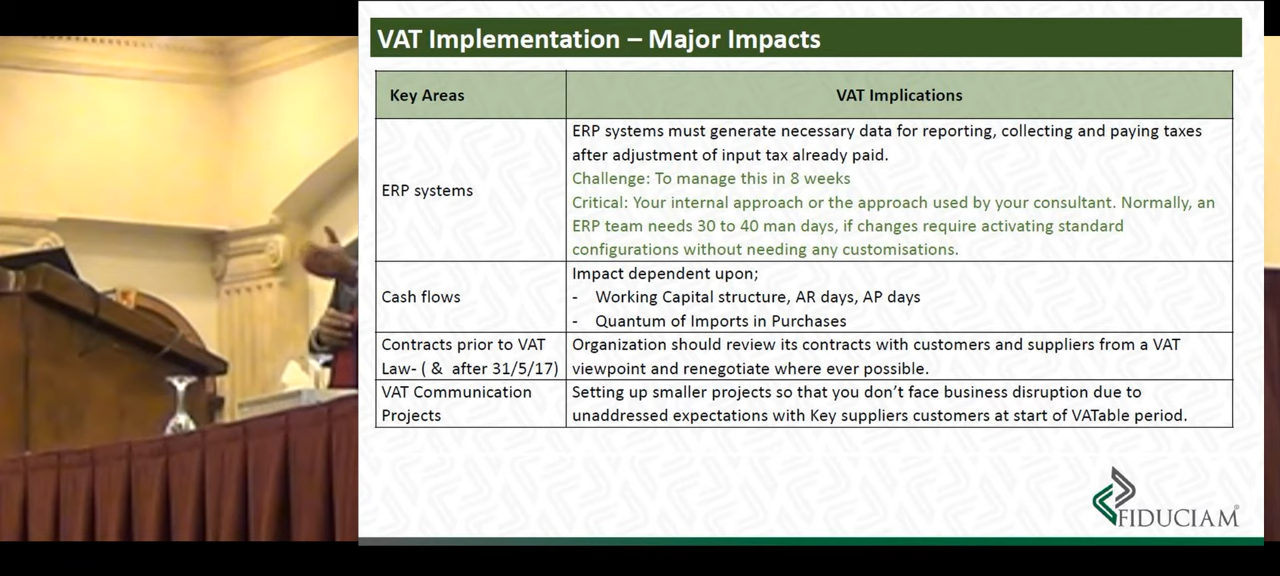 VAT Implementation – Major Impacts
Key Areas
VAT Implications
ERP systems
ERP systems must generate necessary data for reporting, collecting and paying taxes
after adjustment of input tax already paid.
Challenge: To manage this in 8 weeks
Critical: Your internal approach or the approach used by your consultant. Normally, an
ERP team needs 30 to 40 man days, if changes require activating standard
configurations without needing any customisations.
Cash flows
Impact dependent upon;
- Working Capital structure, AR days, AP days
- Quantum of Imports in Purchases
Contracts prior to VAT
Law- ( & after 31/5/17)
Organization should review its contracts with customers and suppliers from a VAT
viewpoint and renegotiate where ever possible.
VAT Communication
Projects
Setting up smaller projects so that you don’t face business disruption due to
unaddressed expectations with Key suppliers customers at start of VATable period.
FIDUCIAM®